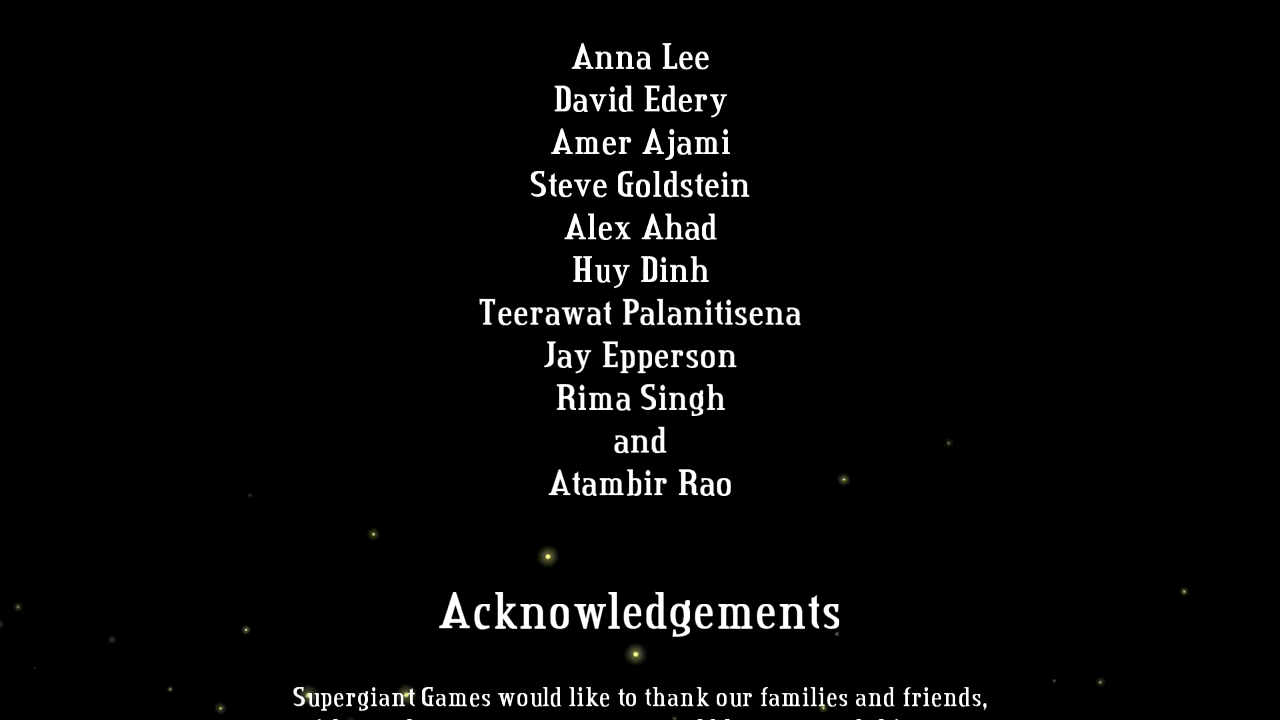 Anna Lee
David Edery
Amer Ajami
Steve Goldstein
Alex Ahad
Huy Dinh
Teerawat Palanitisena
Jay Epperson
Rima Singh
and
Atambir Rao
Acknowledgements
Supergiant Games would like to thank our families and friends,